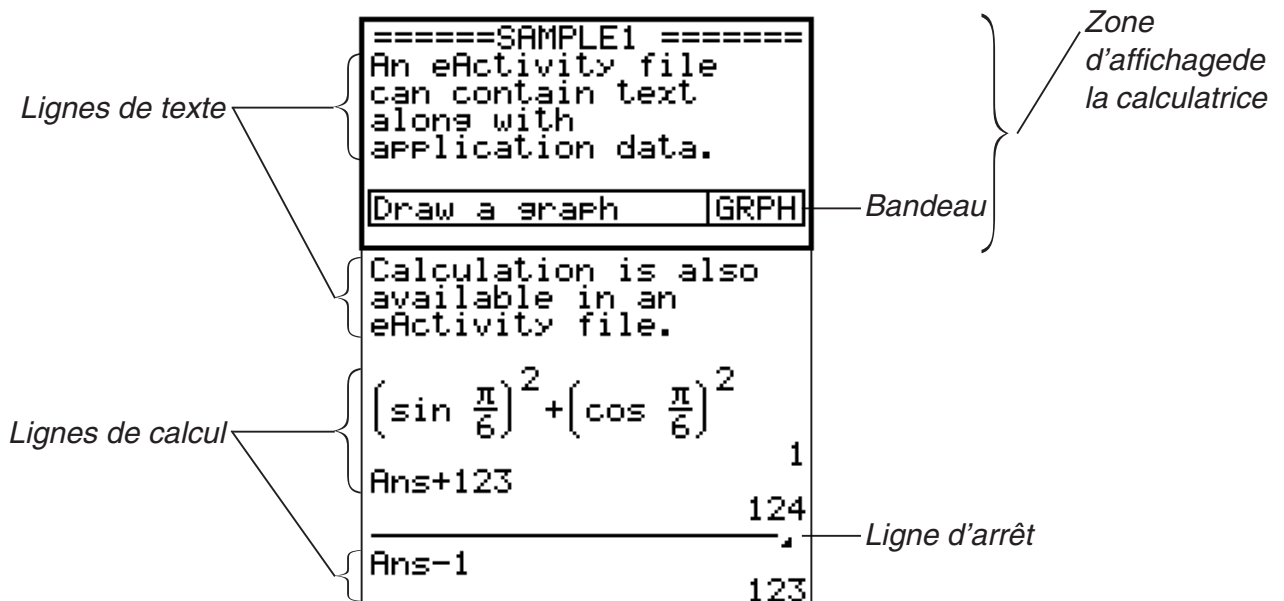 ======SAMPLE1 =======
An eActivity file
can contain text
along with
application data.
Draw a graph GRPH
Calculation is also
available in an
eActivity file.
(sin π/6)²+(cos π/6)²
1
Ans+123
124
Ans−1
123
Lignes de texte
Lignes de calcul
Zone
d'affichagede
la calculatrice
Bandeau
Ligne d'arrêt